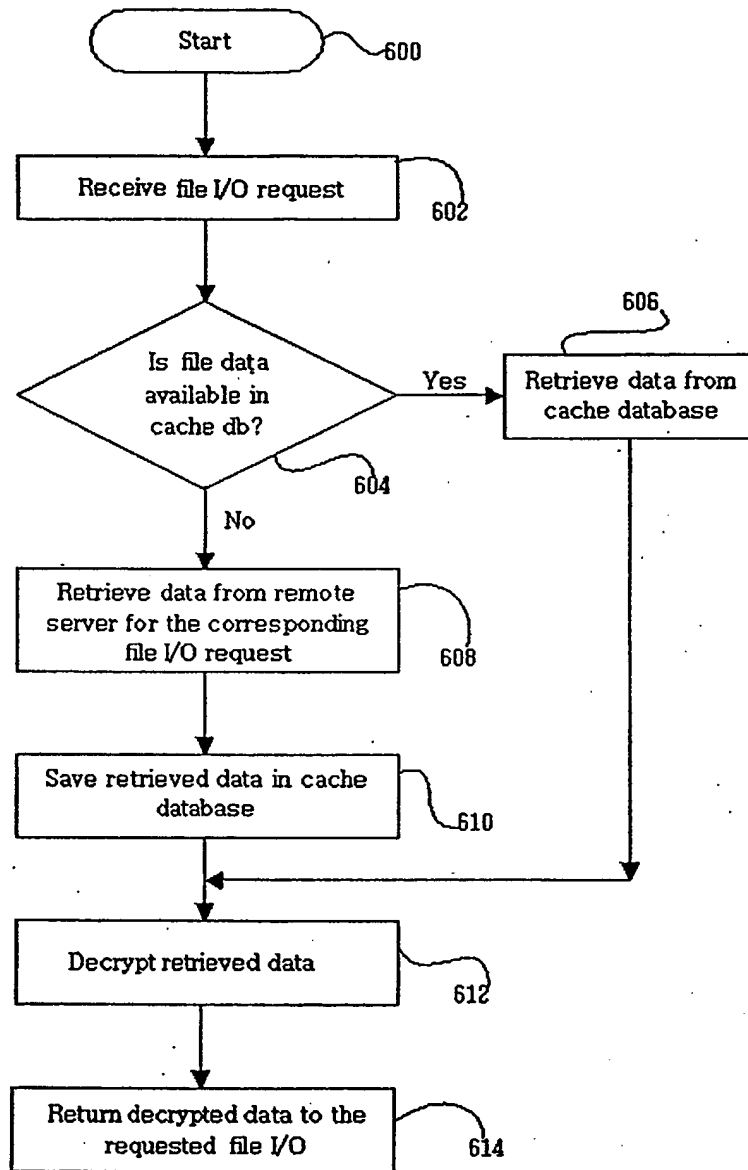 Start
600
Receive file I/O request
602
Is file data
available in
cache db?
604
Yes
606
Retrieve data from
cache database
No
Retrieve data from remote
server for the corresponding
file I/O request
608
Save retrieved data in cache
database
610
Decrypt retrieved data
612
Return decrypted data to the
requested file I/O
614